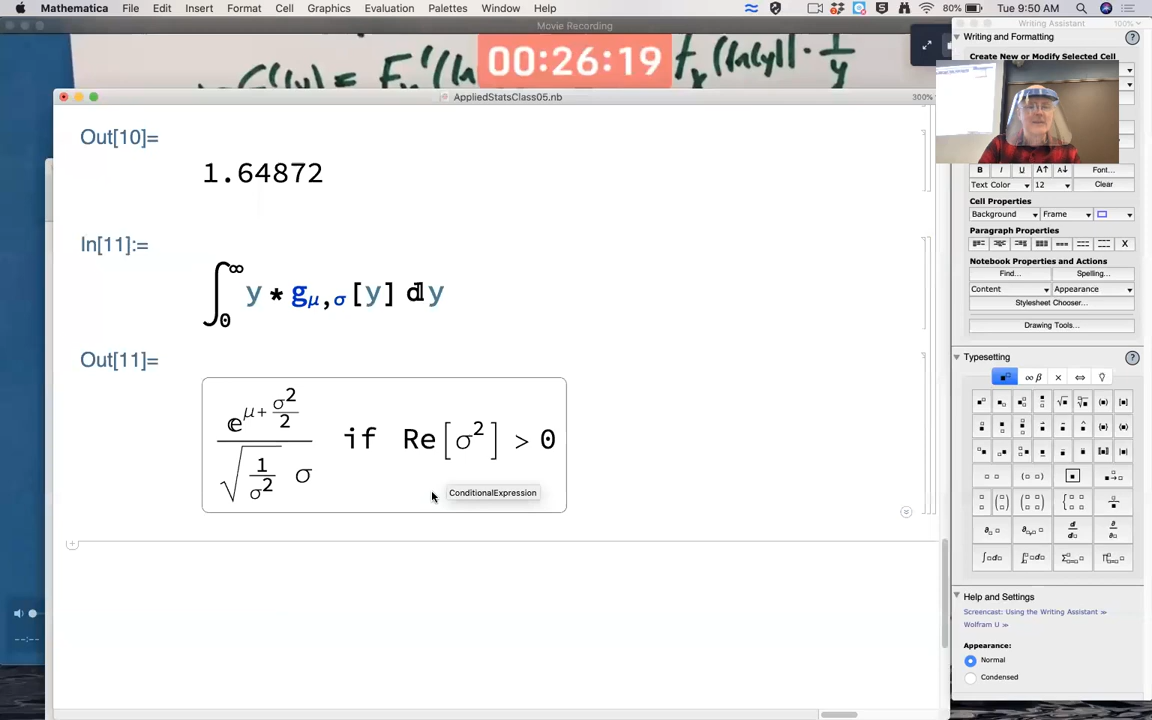 Mathematica File Edit Insert Format Cell Graphics Evaluation Palettes Window Help 80% Tue 9:50 AM
Movie Recording
Writing Assistant 100%
00:26:19
AppliedStatsClass05.nb 300%
Out[10]=
1.64872
In[11]:=
∫₀^∞ y * g_μ,σ[y] ⅆy
Out[11]=
ⅇ^(μ+σ²/2) / (√(1/σ²) σ) if Re[σ²] > 0
ConditionalExpression
Writing and Formatting ?
Create New or Modify Selected Cell
B I U A↑ A↓ Font...
Text Color 12 Clear
Cell Properties
Background Frame
Paragraph Properties
X
Notebook Properties and Actions
Find... Spelling...
Content Appearance
Stylesheet Chooser...
Drawing Tools...
Typesetting ?
∞β
∫□d□
Help and Settings
Screencast: Using the Writing Assistant >>
Wolfram U >>
Appearance:
Normal
Condensed
--:--